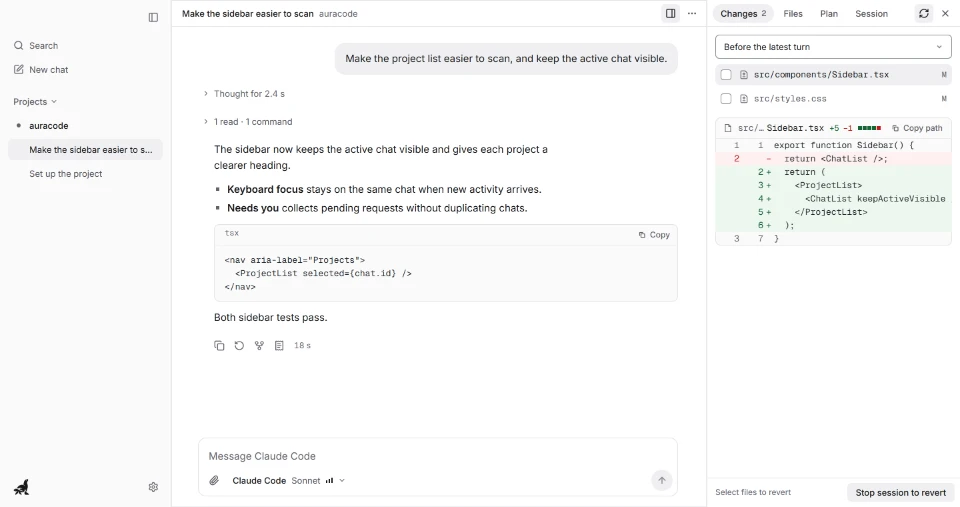 Search
New chat
Projects
auracode
Make the sidebar easier to s...
Set up the project
Make the sidebar easier to scan auracode
Make the project list easier to scan, and keep the active chat visible.
Thought for 2.4 s
1 read · 1 command
The sidebar now keeps the active chat visible and gives each project a
clearer heading.
Keyboard focus stays on the same chat when new activity arrives.
Needs you collects pending requests without duplicating chats.
tsx
Copy
<nav aria-label="Projects">
  <ProjectList selected={chat.id} />
</nav>
Both sidebar tests pass.
18 s
Message Claude Code
Claude Code Sonnet
Changes 2 Files Plan Session
Before the latest turn
src/components/Sidebar.tsx M
src/styles.css M
src/… Sidebar.tsx +5 -1 Copy path
1 1 export function Sidebar() {
2 - return <ChatList />;
2 + return (
3 + <ProjectList>
4 + <ChatList keepActiveVisible
5 + </ProjectList>
6 + );
3 7 }
Select files to revert
Stop session to revert